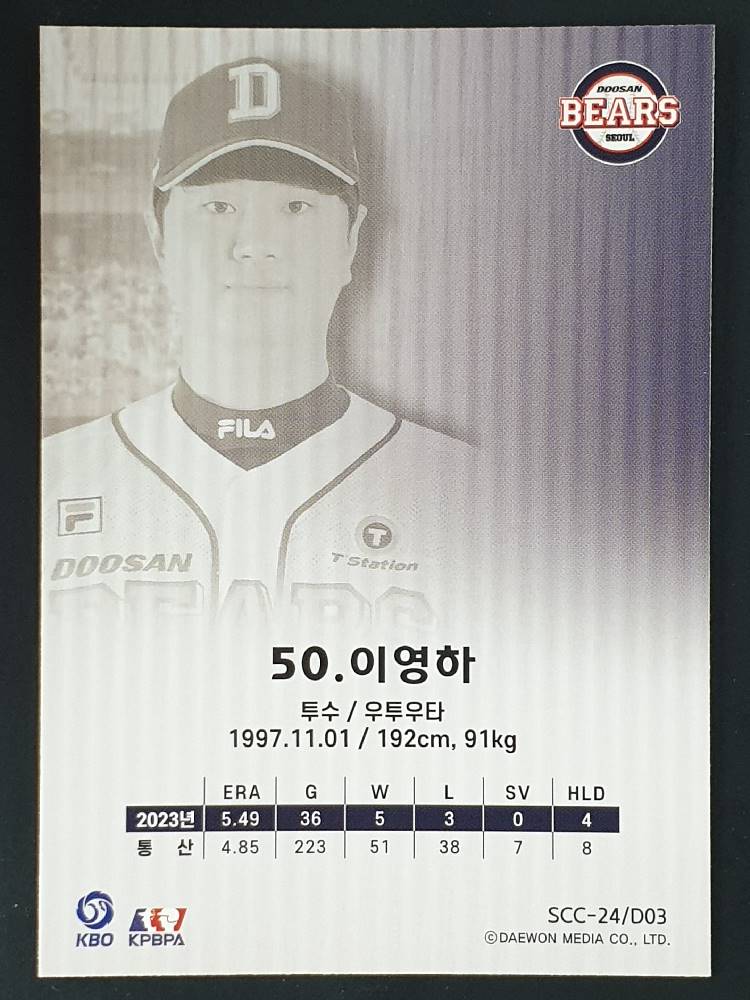 D
DOOSAN
BEARS
SEOUL
FILA
F
T
DOOSAN
T'Station
BEARS
50.이영하
투수 / 우투우타
1997.11.01 / 192cm, 91kg
ERA G W L SV HLD
2023년 5.49 36 5 3 0 4
통 산 4.85 223 51 38 7 8
KBO KPBPA
SCC-24/D03
©DAEWON MEDIA CO., LTD.